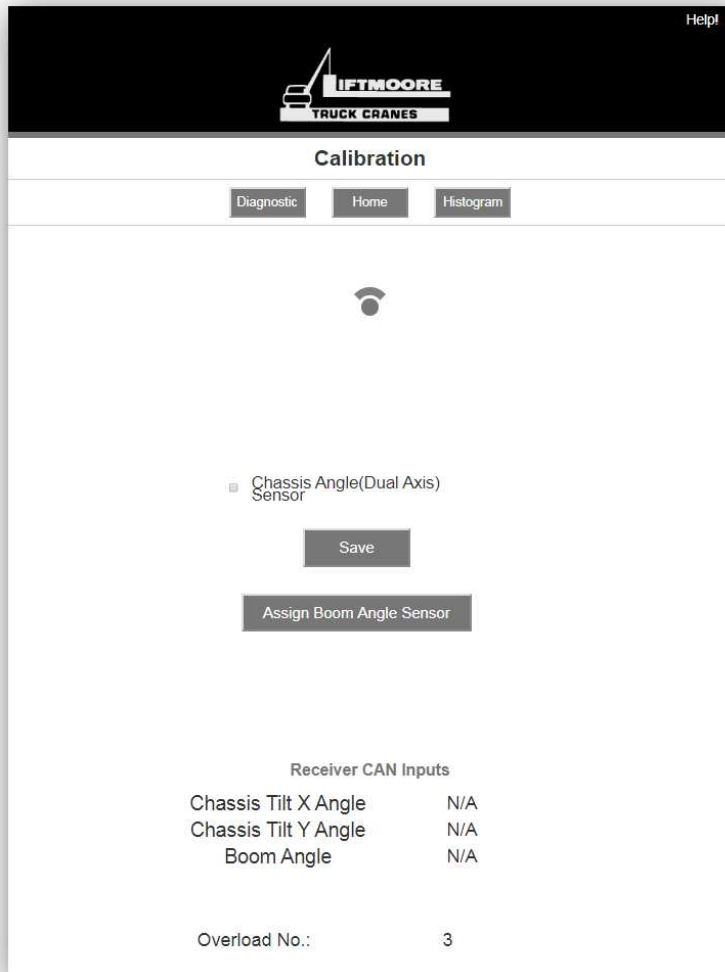 Help!
LIFTMOORE
TRUCK CRANES
Calibration
Diagnostic Home Histogram
Chassis Angle(Dual Axis)
Sensor
Save
Assign Boom Angle Sensor
Receiver CAN Inputs
Chassis Tilt X Angle N/A
Chassis Tilt Y Angle N/A
Boom Angle N/A
Overload No.: 3